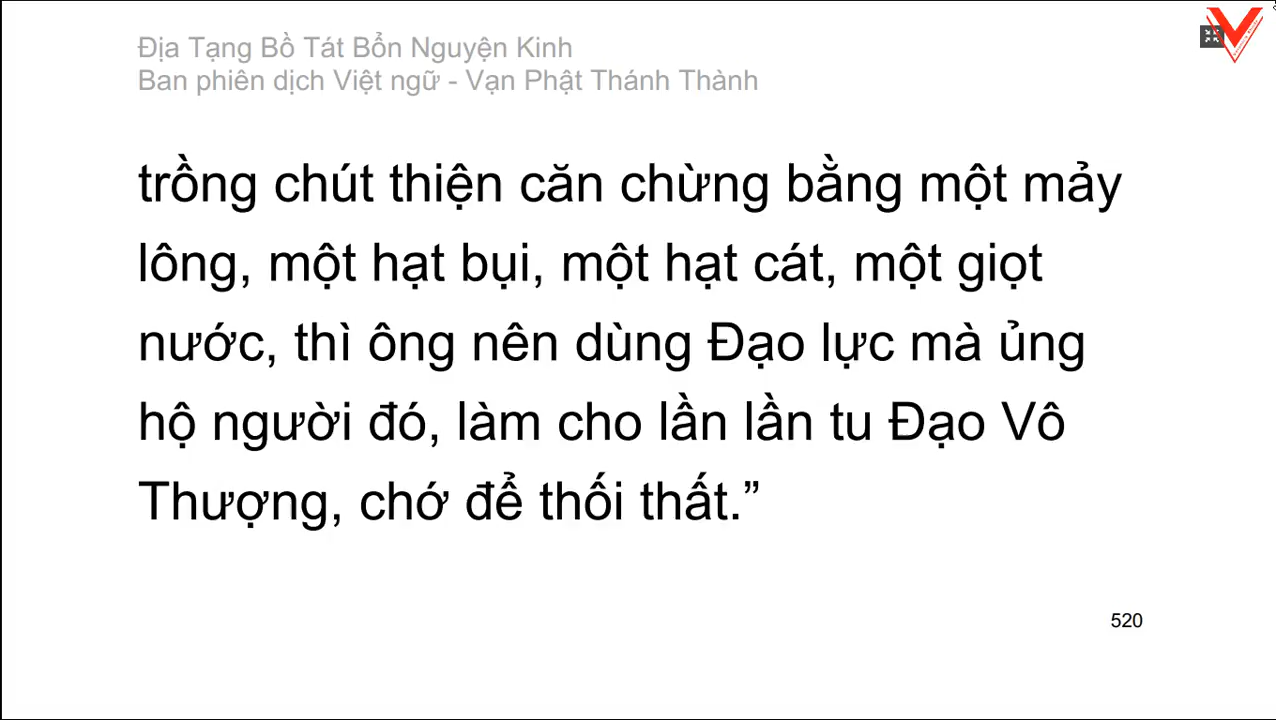 Địa Tạng Bồ Tát Bổn Nguyện Kinh
Ban phiên dịch Việt ngữ - Vạn Phật Thánh Thành
trồng chút thiện căn chừng bằng một mảy
lông, một hạt bụi, một hạt cát, một giọt
nước, thì ông nên dùng Đạo lực mà ủng
hộ người đó, làm cho lần lần tu Đạo Vô
Thượng, chớ để thối thất.”
520